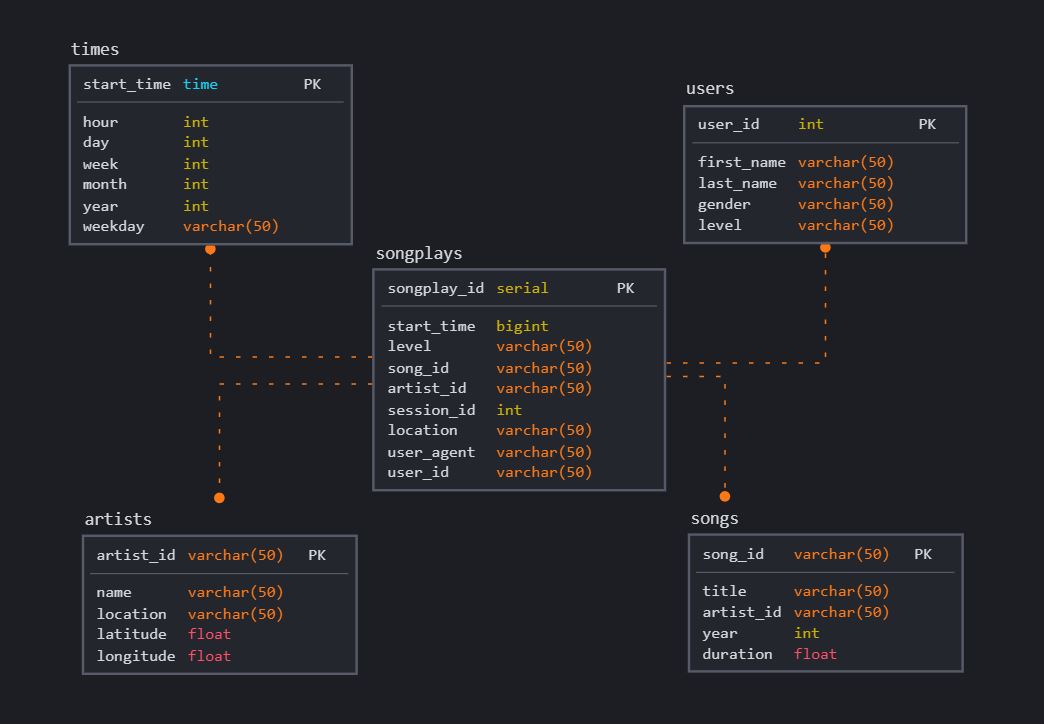 times
start_time time PK
hour int
day int
week int
month int
year int
weekday varchar(50)
users
user_id int PK
first_name varchar(50)
last_name varchar(50)
gender varchar(50)
level varchar(50)
songplays
songplay_id serial PK
start_time bigint
level varchar(50)
song_id varchar(50)
artist_id varchar(50)
session_id int
location varchar(50)
user_agent varchar(50)
user_id varchar(50)
artists
artist_id varchar(50) PK
name varchar(50)
location varchar(50)
latitude float
longitude float
songs
song_id varchar(50) PK
title varchar(50)
artist_id varchar(50)
year int
duration float